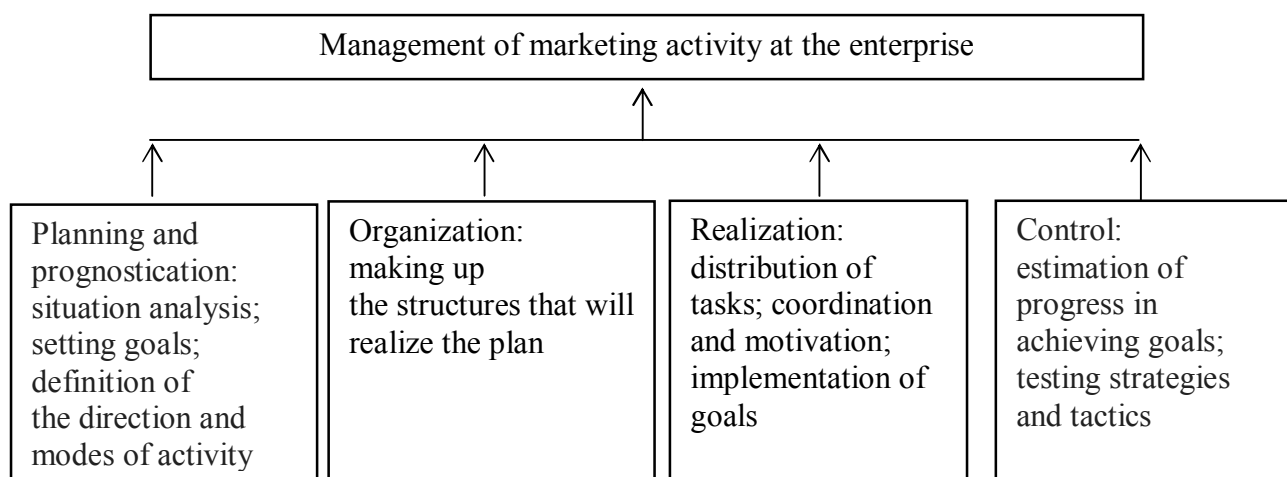 Management of marketing activity at the enterprise
Planning and
prognostication:
situation analysis;
setting goals;
definition of
the direction and
modes of activity
Organization:
making up
the structures that will
realize the plan
Realization:
distribution of
tasks; coordination
and motivation;
implementation of
goals
Control:
estimation of
progress in
achieving goals;
testing strategies
and tactics